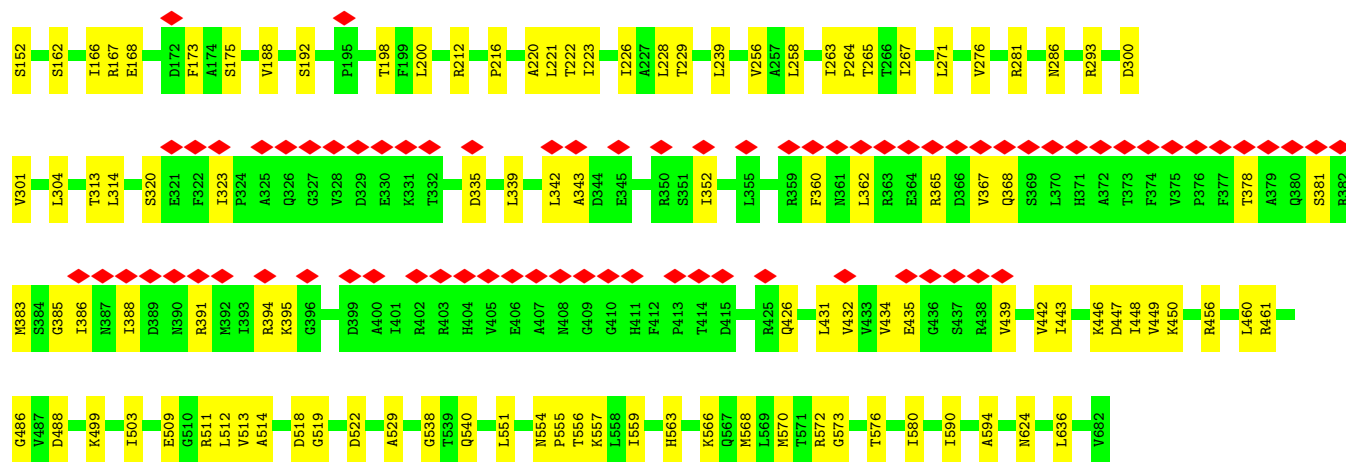 S152 S162 I166 R167 E168 D172 F173 A174 S175 V188 S192 P195 T198 F199 L200 R212 P216 A220 L221 T222 I223 I226 A227 L228 T229 L239 V256 A257 L258 I263 P264 T265 T266 I267 L271 V276 R281 N286 R293 D300
V301 L304 T313 L314 S320 E321 F322 I323 P324 A325 Q326 G327 V328 D329 E330 K331 T332 D335 L339 L342 A343 D344 E345 R350 S351 I352 L355 R359 F360 N361 L362 R363 E364 R365 D366 V367 Q368 S369 L370 H371 A372 T373 F374 V375 P376 F377 T378 A379 Q380 S381 R382
M383 S384 G385 I386 N387 I388 D389 N390 R391 M392 I393 R394 K395 G396 D399 A400 I401 R402 R403 H404 V405 E406 A407 N408 G409 G410 H411 F412 P413 T414 D415 R425 Q426 L431 V432 V433 V434 E435 G436 S437 R438 V439 V442 I443 K446 D447 I448 V449 K450 R456 L460 R461
G486 V487 D488 K499 I503 E509 G510 R511 L512 V513 A514 D518 G519 D522 A529 G538 T539 Q540 L551 N554 P555 T556 K557 L558 I559 H563 K566 Q567 M568 L569 M570 T571 R572 G573 T576 I580 I590 A594 N624 L636 V682